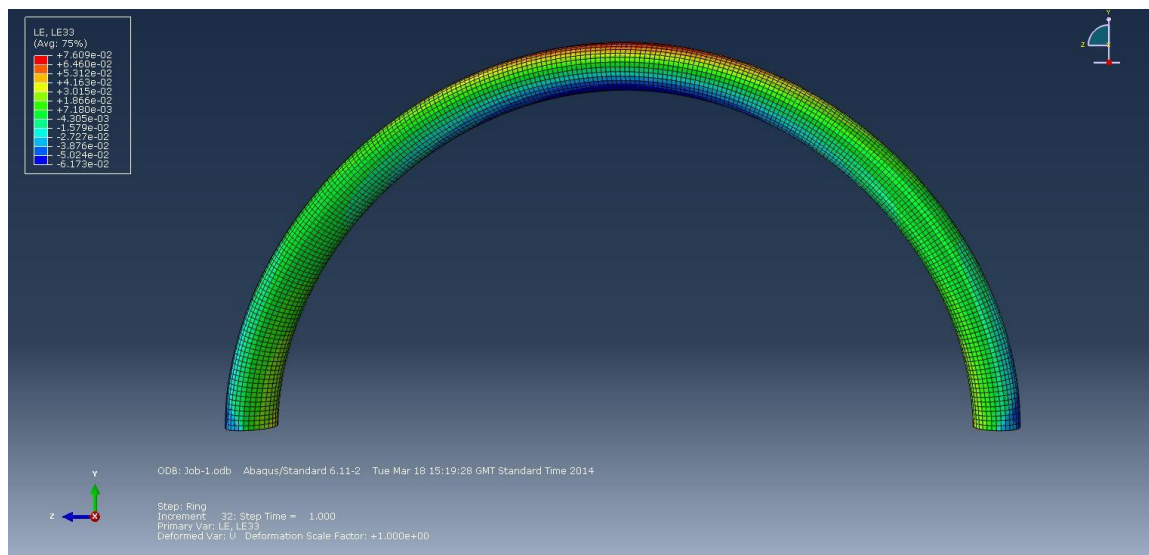 LE, LE33
(Avg: 75%)
+7.609e-02
+6.460e-02
+5.312e-02
+4.163e-02
+3.015e-02
+1.866e-02
+7.180e-03
-4.305e-03
-1.579e-02
-2.727e-02
-3.876e-02
-5.024e-02
-6.173e-02
Y
Z
X
ODB: Job-1.odb Abaqus/Standard 6.11-2 Tue Mar 18 15:19:28 GMT Standard Time 2014
Y
Z
X
Step: Ring
Increment 32: Step Time = 1.000
Primary Var: LE, LE33
Deformed Var: U Deformation Scale Factor: +1.000e+00